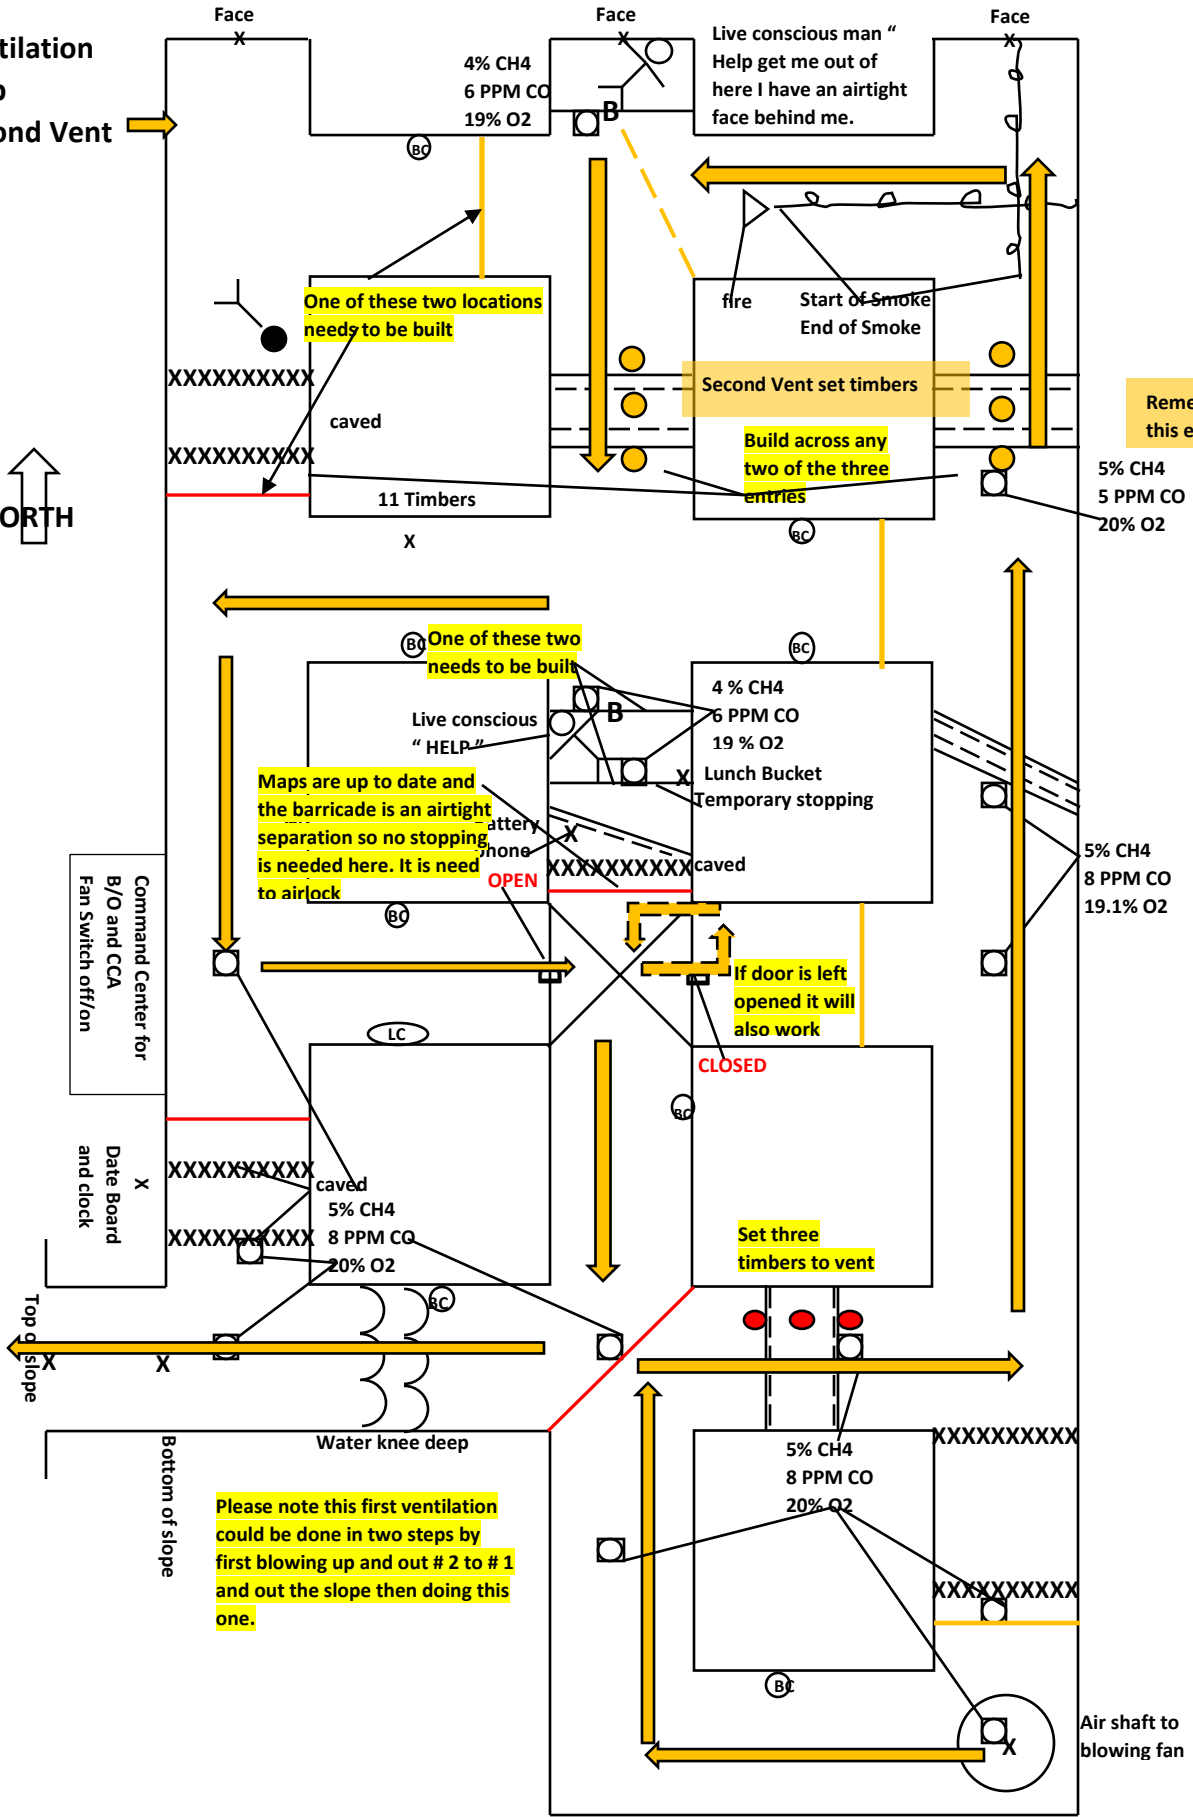 Face
Face
Face
tilation
ond Vent
4% CH4
6 PPM CO
19% O2
B
Live conscious man “
Help get me out of
here I have an airtight
face behind me.
BC
fire
Start of Smoke
End of Smoke
One of these two locations
needs to be built
XXXXXXXXXX
caved
XXXXXXXXXX
11 Timbers
X
Second Vent set timbers
Build across any
two of the three
entries
Reme
this e
5% CH4
5 PPM CO
20% O2
ORTH
BC
BC
BC
One of these two
needs to be built
B
Live conscious
“ HELP ”
4 % CH4
6 PPM CO
19 % O2
X Lunch Bucket
Temporary stopping
Maps are up to date and
the barricade is an airtight
separation so no stopping
is needed here. It is need
to airlock
Battery
phone
X
XXXXXXXXXX caved
OPEN
BC
5% CH4
8 PPM CO
19.1% O2
Command Center for
B/O and CCA
Fan Switch off/on
If door is left
opened it will
also work
CLOSED
LC
BC
X
Date Board
and clock
XXXXXXXXXX
caved
XXXXXXXXXX
5% CH4
8 PPM CO
20% O2
Set three
timbers to vent
BC
Top of slope
X
X
Bottom of slope
Water knee deep
5% CH4
8 PPM CO
20% O2
XXXXXXXXXX
XXXXXXXXXX
Please note this first ventilation
could be done in two steps by
first blowing up and out # 2 to # 1
and out the slope then doing this
one.
BC
X
Air shaft to
blowing fan